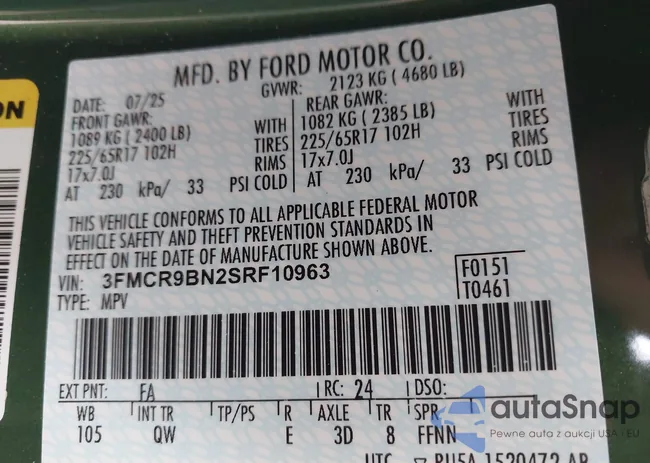 MFD. BY FORD MOTOR CO.
DATE: 07/25 GVWR: 2123 KG ( 4680 LB)
FRONT GAWR: REAR GAWR:
1089 KG ( 2400 LB) WITH 1082 KG ( 2385 LB) WITH
225/65R17 102H TIRES 225/65R17 102H TIRES
17x7.0J RIMS 17x7.0J RIMS
AT 230 kPa/ 33 PSI COLD AT 230 kPa/ 33 PSI COLD
THIS VEHICLE CONFORMS TO ALL APPLICABLE FEDERAL MOTOR
VEHICLE SAFETY AND THEFT PREVENTION STANDARDS IN
EFFECT ON THE DATE OF MANUFACTURE SHOWN ABOVE.
VIN: 3FMCR9BN2SRF10963 F0151
TYPE: MPV T0461
EXT PNT: FA RC: 24 DSO:
WB INT TR TP/PS R AXLE TR SPR
105 QW E 3D 8 FFNN
UTC
autaSnap
Pewne auta z aukcji USA - EU